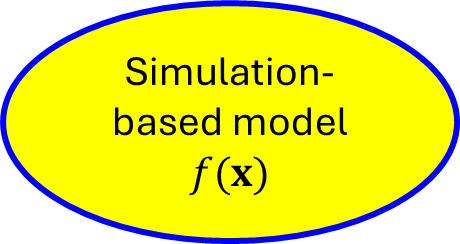 Simulation-
based model
𝑓(𝐱)